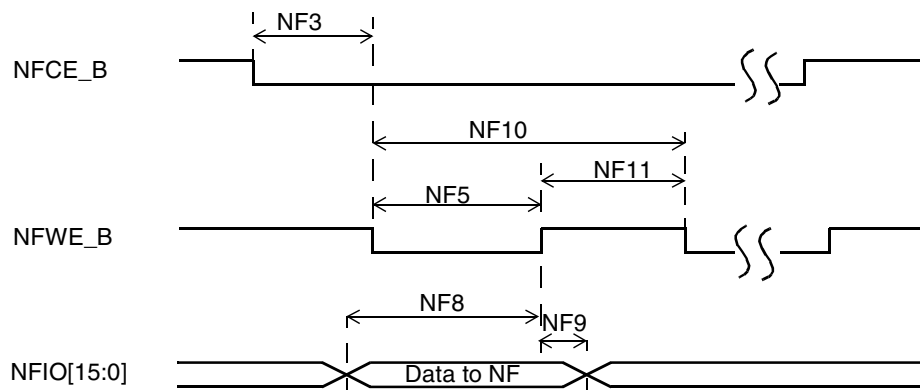 NF3
NFCE_B
NF10
NF11
NF5
NFWE_B
NF8
NF9
NFIO[15:0]
Data to NF